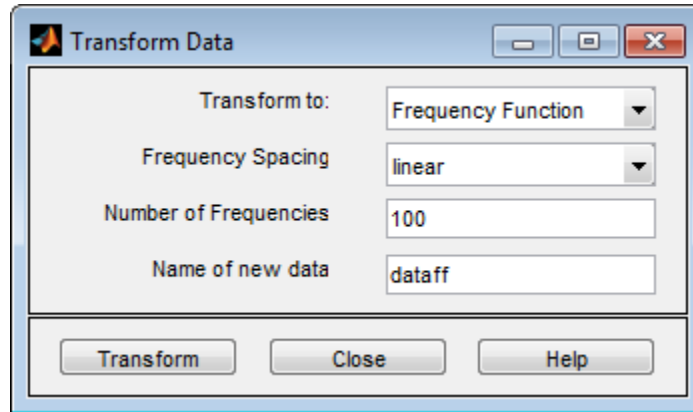 Transform Data
Transform to: Frequency Function
Frequency Spacing linear
Number of Frequencies 100
Name of new data dataff
Transform Close Help